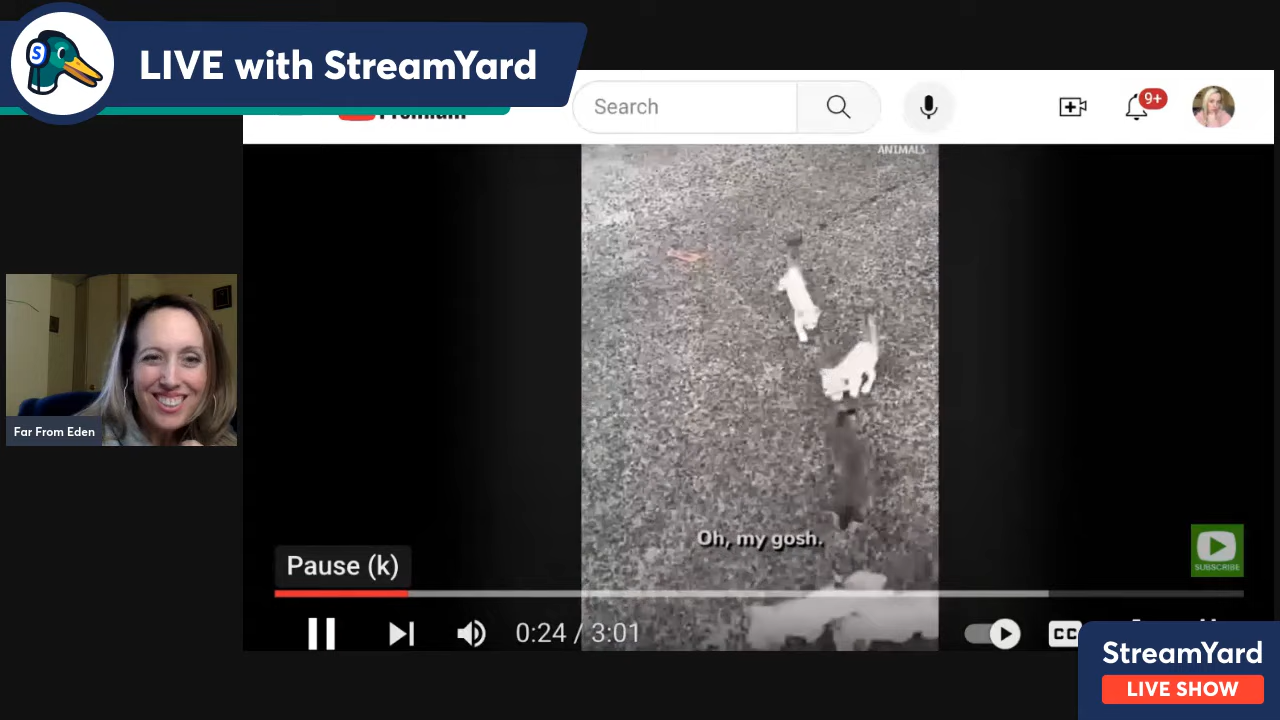 S
LIVE with StreamYard
Premium
Search
9+
ANIMALS
Far From Eden
Oh, my gosh.
SUBSCRIBE
Pause (k)
0:24 / 3:01
CC
StreamYard
LIVE SHOW